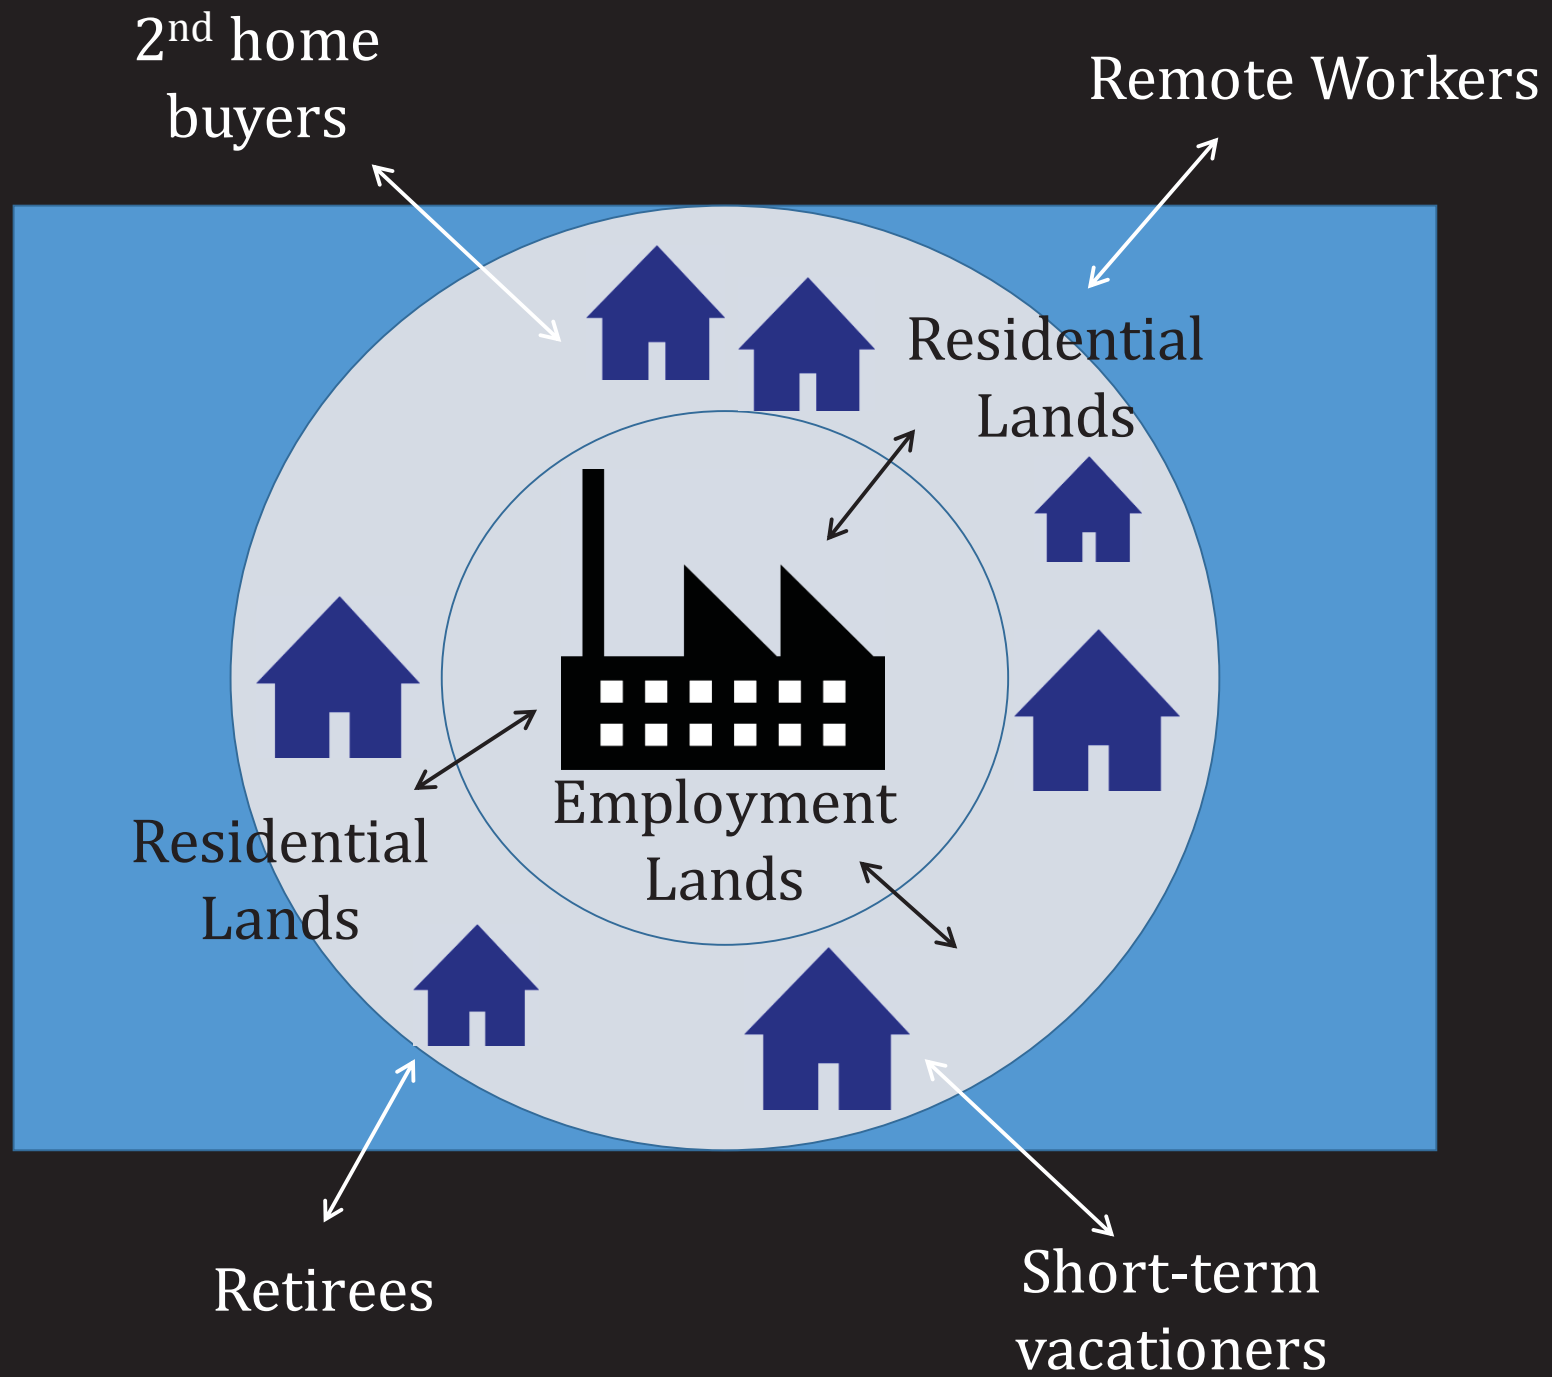 2nd home
buyers
Remote Workers
Residential
Lands
Employment
Lands
Residential
Lands
Retirees
Short-term
vacationers